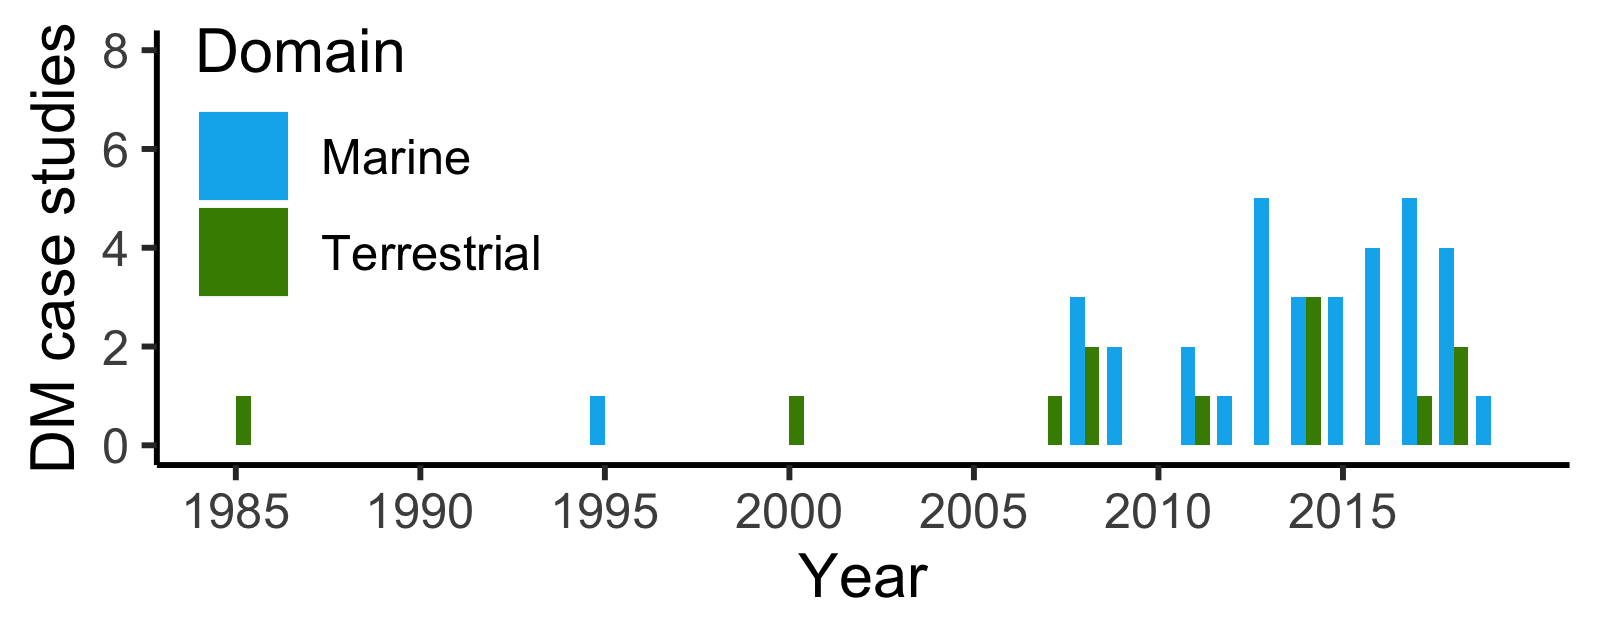 DM case studies
8
6
4
2
0
Domain
Marine
Terrestrial
1985 1990 1995 2000 2005 2010 2015
Year